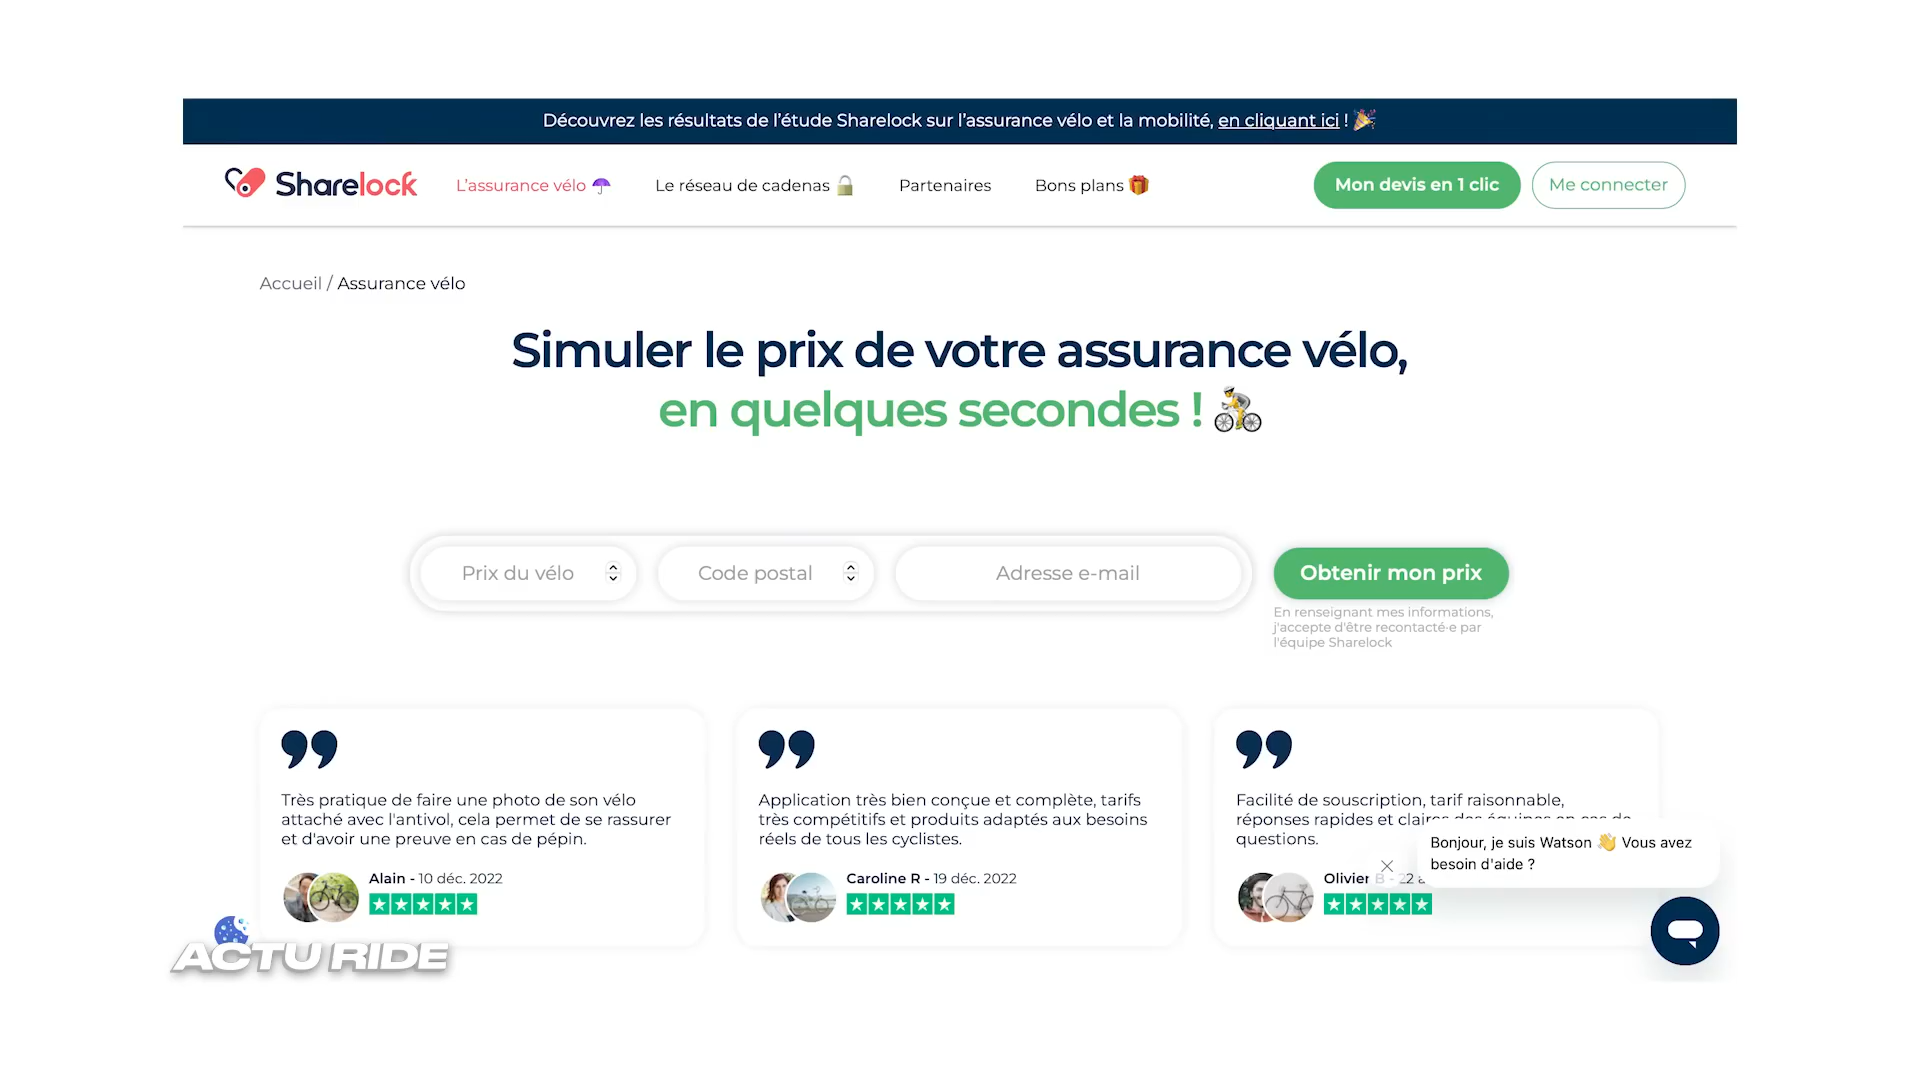 Découvrez les résultats de l'étude Sharelock sur l'assurance vélo et la mobilité, en cliquant ici ! 🎉
Sharelock
L'assurance vélo ☂
Le réseau de cadenas 🔒
Partenaires
Bons plans 🎁
Mon devis en 1 clic
Me connecter
Accueil / Assurance vélo
Simuler le prix de votre assurance vélo,
en quelques secondes ! 🚴
Prix du vélo
Code postal
Adresse e-mail
Obtenir mon prix
En renseignant mes informations,
j'accepte d'être recontacté·e par
l'équipe Sharelock
Très pratique de faire une photo de son vélo
attaché avec l'antivol, cela permet de se rassurer
et d'avoir une preuve en cas de pépin.
Alain - 10 déc. 2022
Application très bien conçue et complète, tarifs
très compétitifs et produits adaptés aux besoins
réels de tous les cyclistes.
Caroline R - 19 déc. 2022
Facilité de souscription, tarif raisonnable,
réponses rapides et claires des équipes en cas de
questions.
Olivier B - 22
Bonjour, je suis Watson 👋 Vous avez
besoin d'aide ?
ACTU RIDE